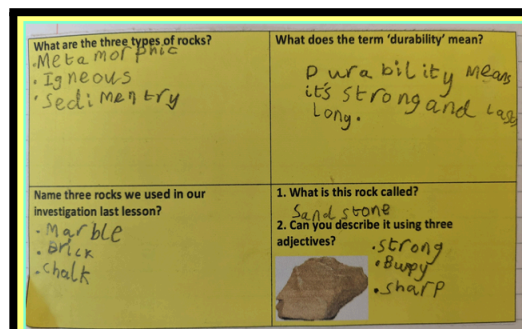 What are the three types of rocks?
·Metamorphic
·Igneous
·Sedimentry
What does the term 'durability' mean?
Durability means
it's strong and Lasts
Long.
Name three rocks we used in our
investigation last lesson?
·Marble
·Brick
·chalk
1. What is this rock called?
Sandstone
2. Can you describe it using three
adjectives?
·strong
·Bumpy
·sharp